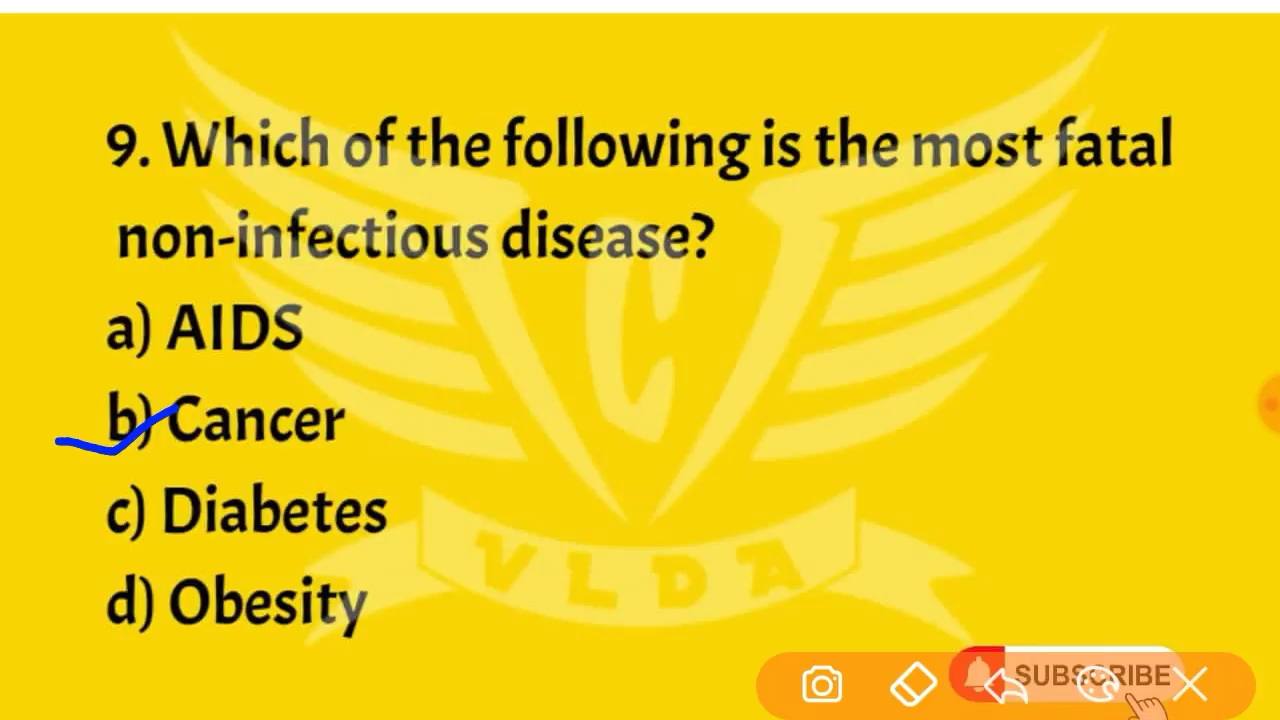 9. Which of the following is the most fatal
non-infectious disease?
a) AIDS
b) Cancer
c) Diabetes
d) Obesity
VLDA
SUBSCRIBE